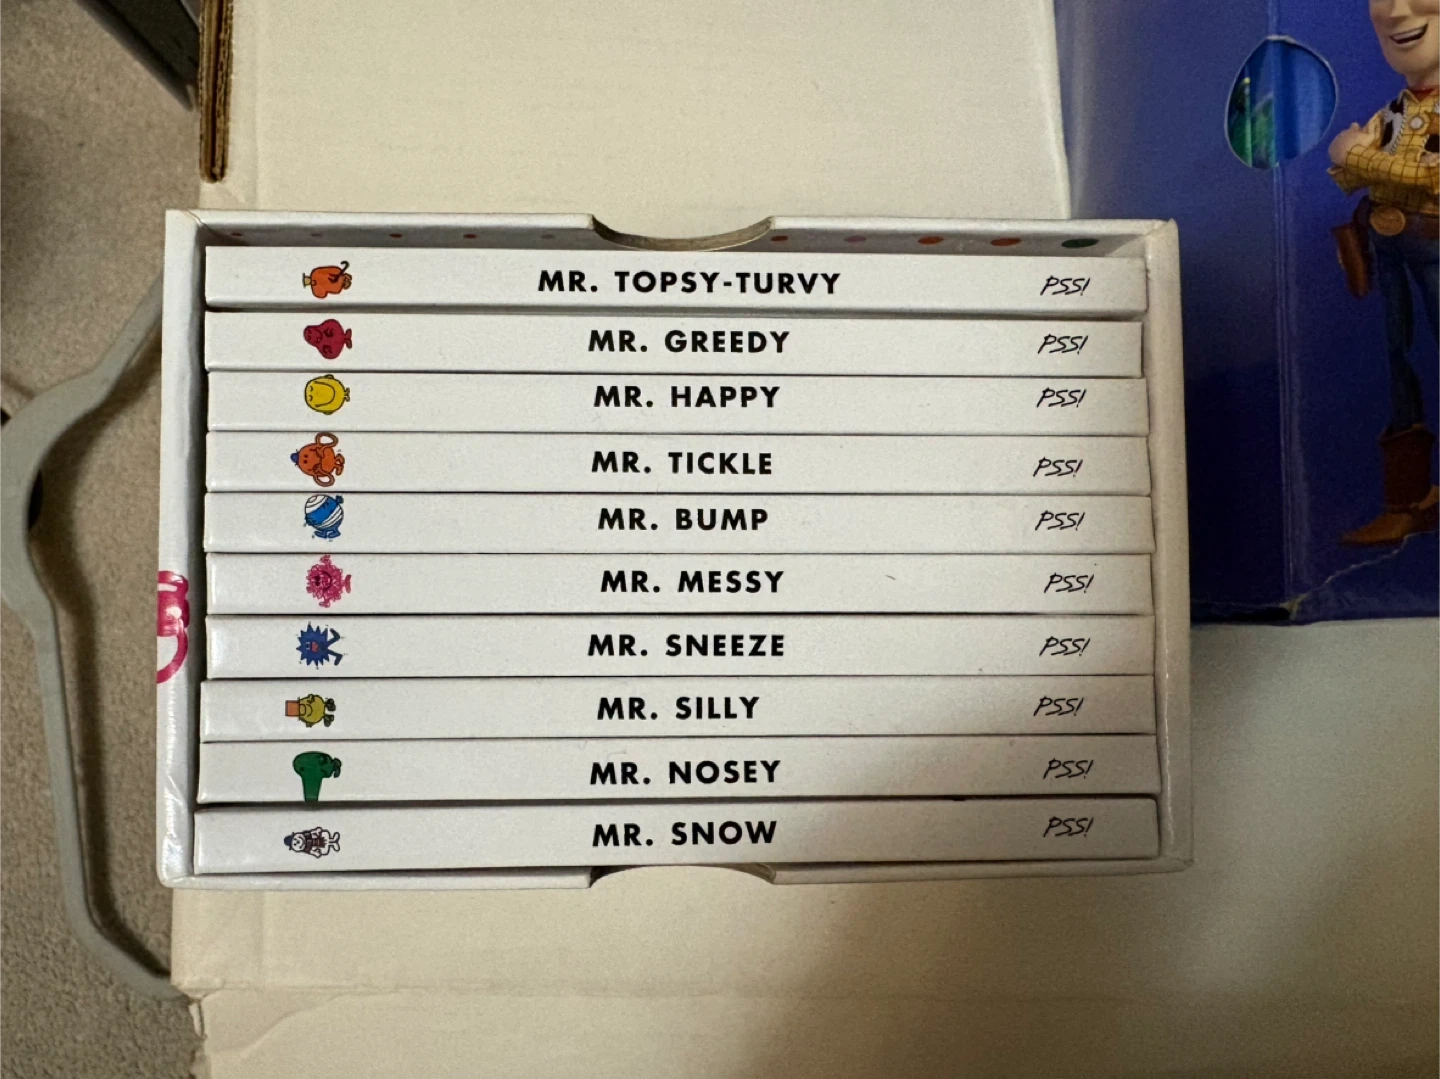 MR. TOPSY-TURVY PSS!
MR. GREEDY PSS!
MR. HAPPY PSS!
MR. TICKLE PSS!
MR. BUMP PSS!
MR. MESSY PSS!
MR. SNEEZE PSS!
MR. SILLY PSS!
MR. NOSEY PSS!
MR. SNOW PSS!